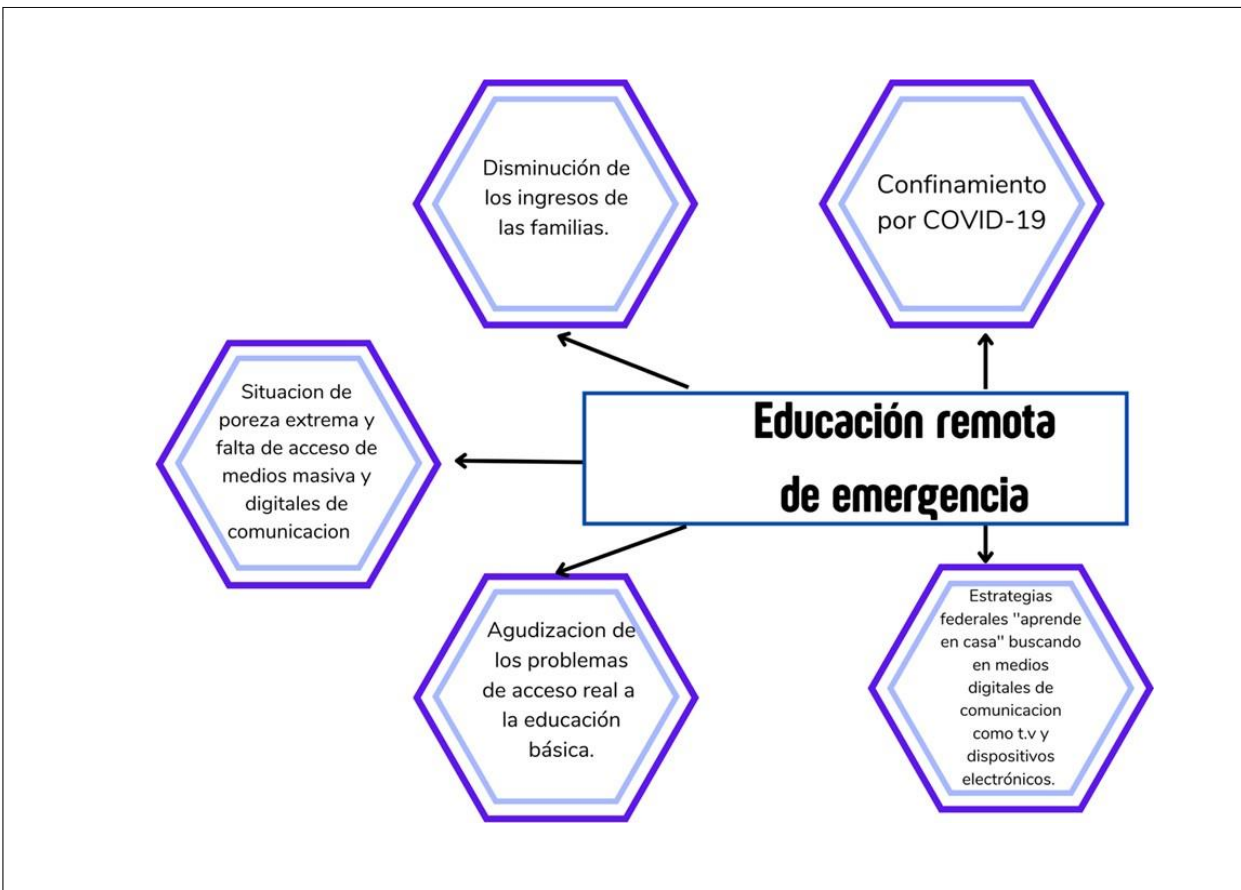 Disminución de
los ingresos de
las familias.
Confinamiento
por COVID-19
Situacion de
poreza extrema y
falta de acceso de
medios masiva y
digitales de
comunicacion
Educación remota
de emergencia
Agudizacion de
los problemas
de acceso real a
la educación
básica.
Estrategias
federales "aprende
en casa" buscando
en medios
digitales de
comunicacion
como t.v y
dispositivos
electrónicos.